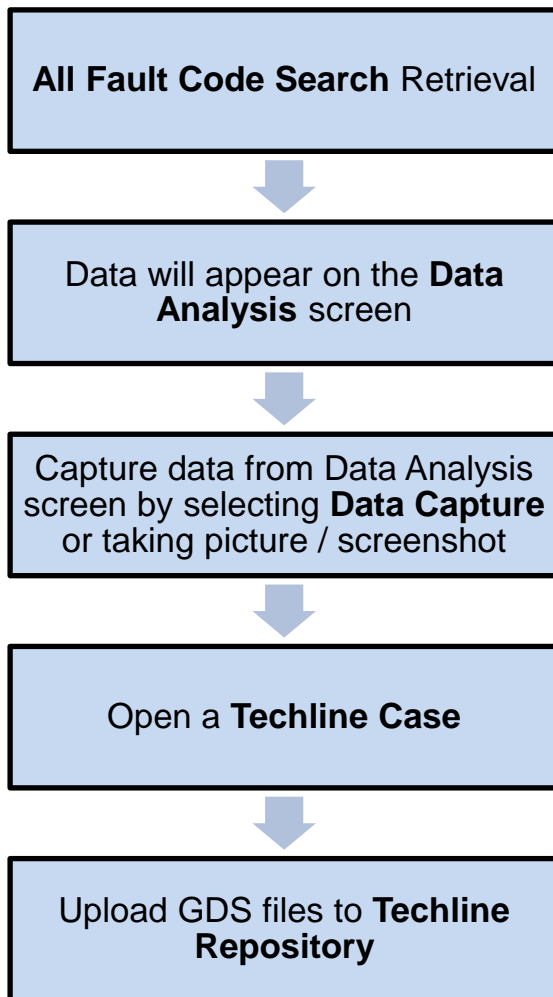 All Fault Code Search Retrieval
Data will appear on the Data
Analysis screen
Capture data from Data Analysis
screen by selecting Data Capture
or taking picture / screenshot
Open a Techline Case
Upload GDS files to Techline
Repository